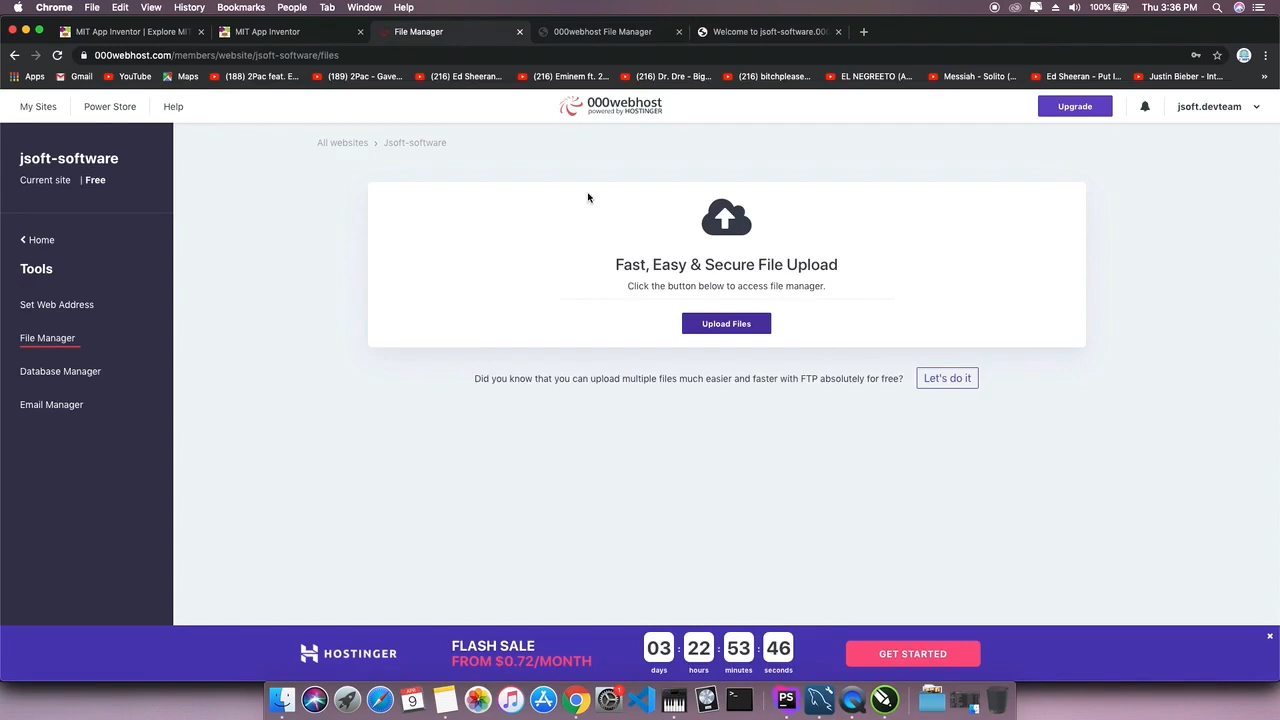 Chrome File Edit View History Bookmarks People Tab Window Help 100% Thu 3:36 PM
MIT App Inventor | Explore MIT MIT App Inventor File Manager 000webhost File Manager Welcome to jsoft-software.00
000webhost.com/members/website/jsoft-software/files
Apps Gmail YouTube Maps (188) 2Pac feat. E... (189) 2Pac - Gave... (216) Ed Sheeran... (216) Eminem ft. 2... (216) Dr. Dre - Big... (216) bitchplease... EL NEGREETO (A... Messiah - Solito (... Ed Sheeran - Put I... Justin Bieber - Int... »
My Sites Power Store Help 000webhost Upgrade jsoft.devteam
powered by HOSTINGER
jsoft-software
Current site | Free
All websites > Jsoft-software
Home
Tools
Set Web Address
File Manager
Database Manager
Email Manager
Fast, Easy & Secure File Upload
Click the button below to access file manager.
Upload Files
Did you know that you can upload multiple files much easier and faster with FTP absolutely for free? Let's do it
HOSTINGER
FLASH SALE
FROM $0.72/MONTH
03 : 22 : 53 : 46
days hours minutes seconds
GET STARTED
APR
9
1
PS